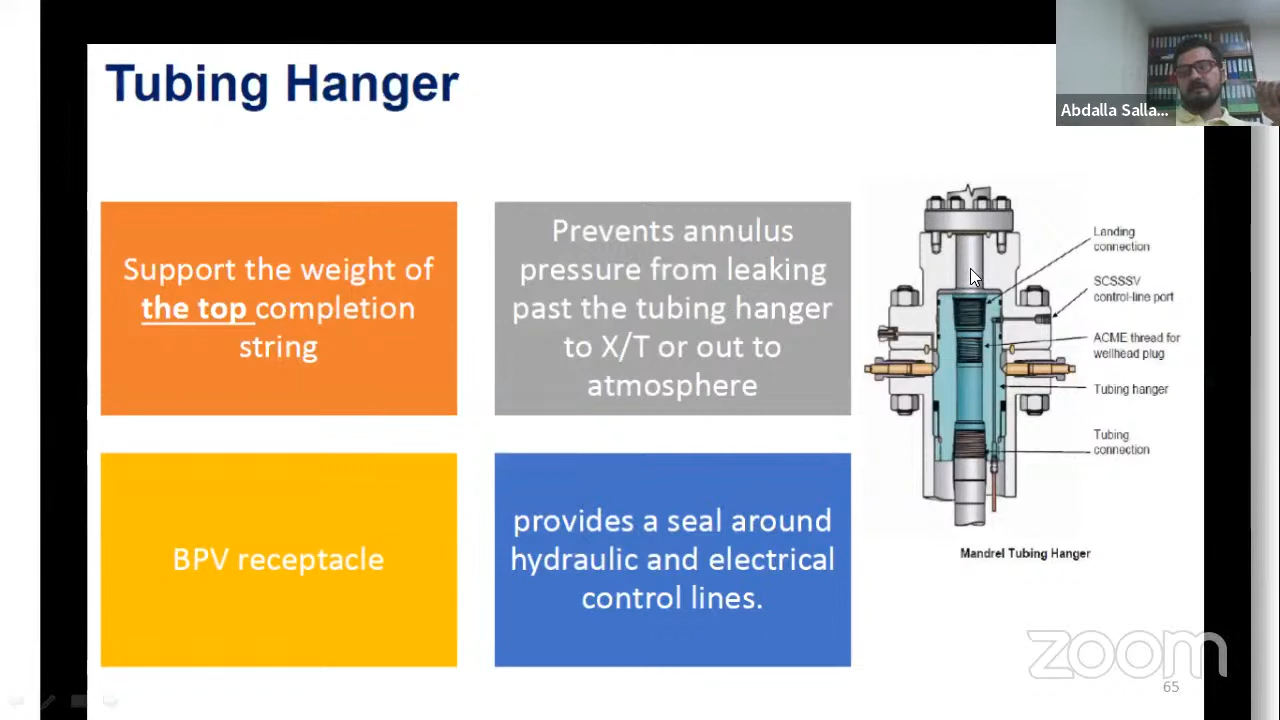 Tubing Hanger
Abdalla Salla...
Support the weight of
the top completion
string
Prevents annulus
pressure from leaking
past the tubing hanger
to X/T or out to
atmosphere
BPV receptacle
provides a seal around
hydraulic and electrical
control lines.
Landing
connection
SCSSSV
control-line port
ACME thread for
wellhead plug
Tubing hanger
Tubing
connection
Mandrel Tubing Hanger
zoom
65